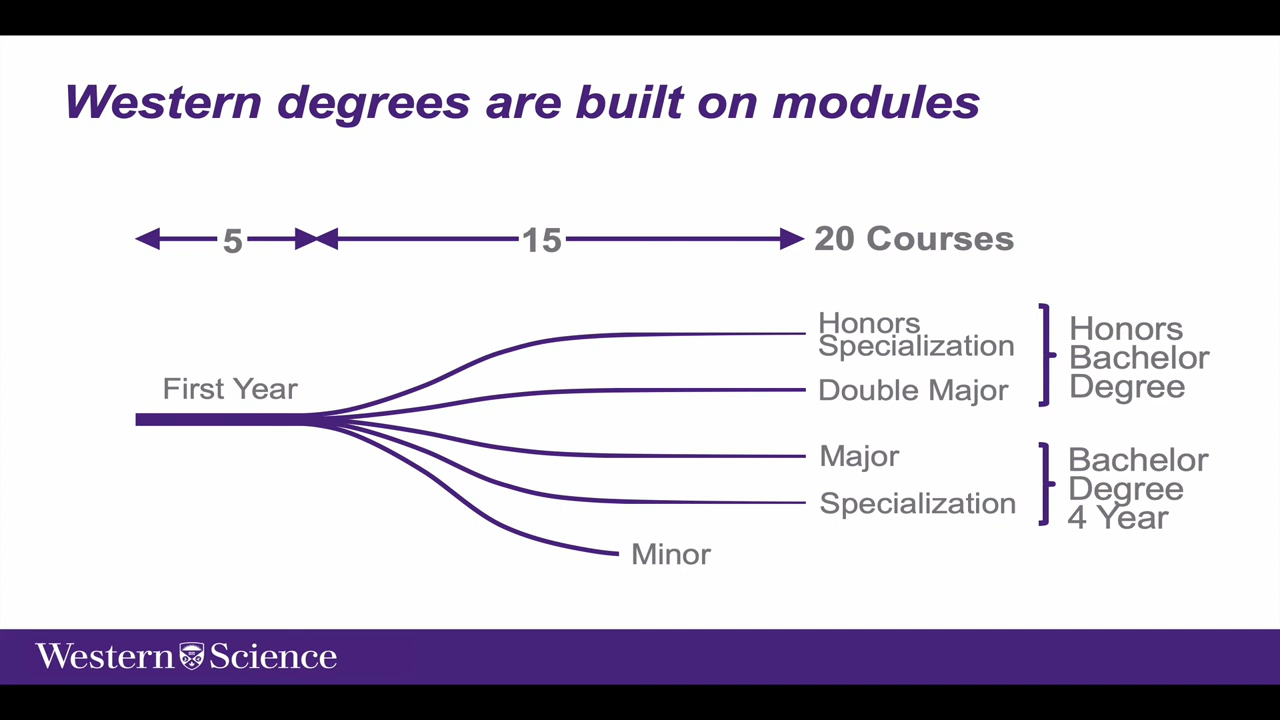 Western degrees are built on modules
5
15
20 Courses
First Year
Honors
Specialization
Double Major
Major
Specialization
Minor
Honors
Bachelor
Degree
Bachelor
Degree
4 Year
Western Science